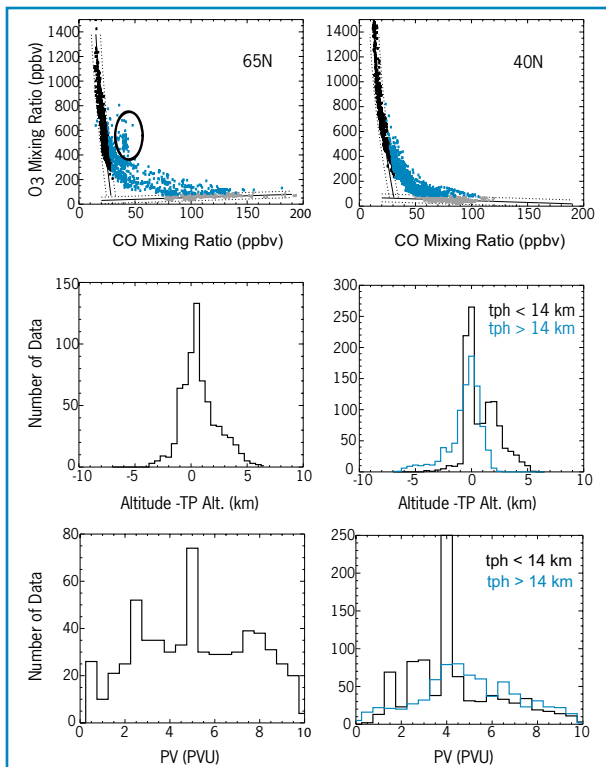 1400
1200
1000
800
600
400
200
0
0 50 100 150 200
65N
O3 Mixing Ratio (ppbv)
CO Mixing Ratio (ppbv)
1400
1200
1000
800
600
400
200
0
0 50 100 150 200
40N
CO Mixing Ratio (ppbv)
150
100
50
0
-10 -5 0 5 10
Number of Data
Altitude -TP Alt. (km)
300
250
200
150
100
50
0
-10 -5 0 5 10
tph < 14 km
tph > 14 km
Altitude -TP Alt. (km)
80
60
40
20
0
0 2 4 6 8 10
Number of Data
PV (PVU)
250
200
150
100
50
0
0 2 4 6 8 10
tph < 14 km
tph > 14 km
PV (PVU)